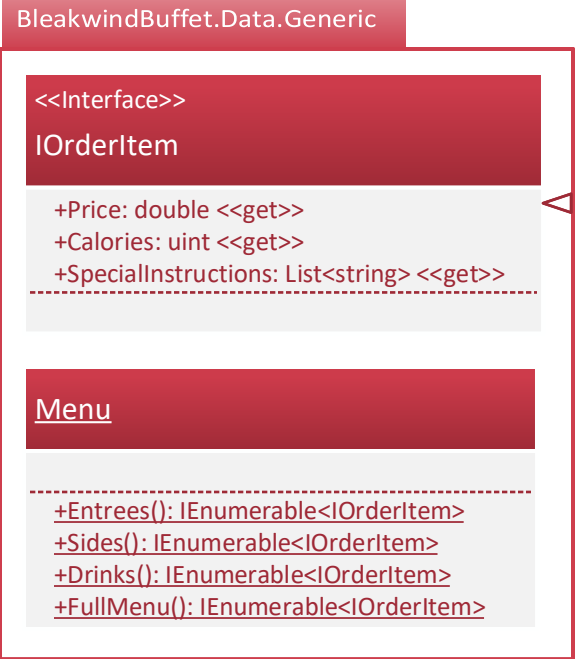 BleakwindBuffet.Data.Generic
<<Interface>>
IOrderItem
+Price: double <<get>>
+Calories: uint <<get>>
+SpecialInstructions: List<string> <<get>>
Menu
+Entrees(): IEnumerable<IOrderItem>
+Sides(): IEnumerable<IOrderItem>
+Drinks(): IEnumerable<IOrderItem>
+FullMenu(): IEnumerable<IOrderItem>